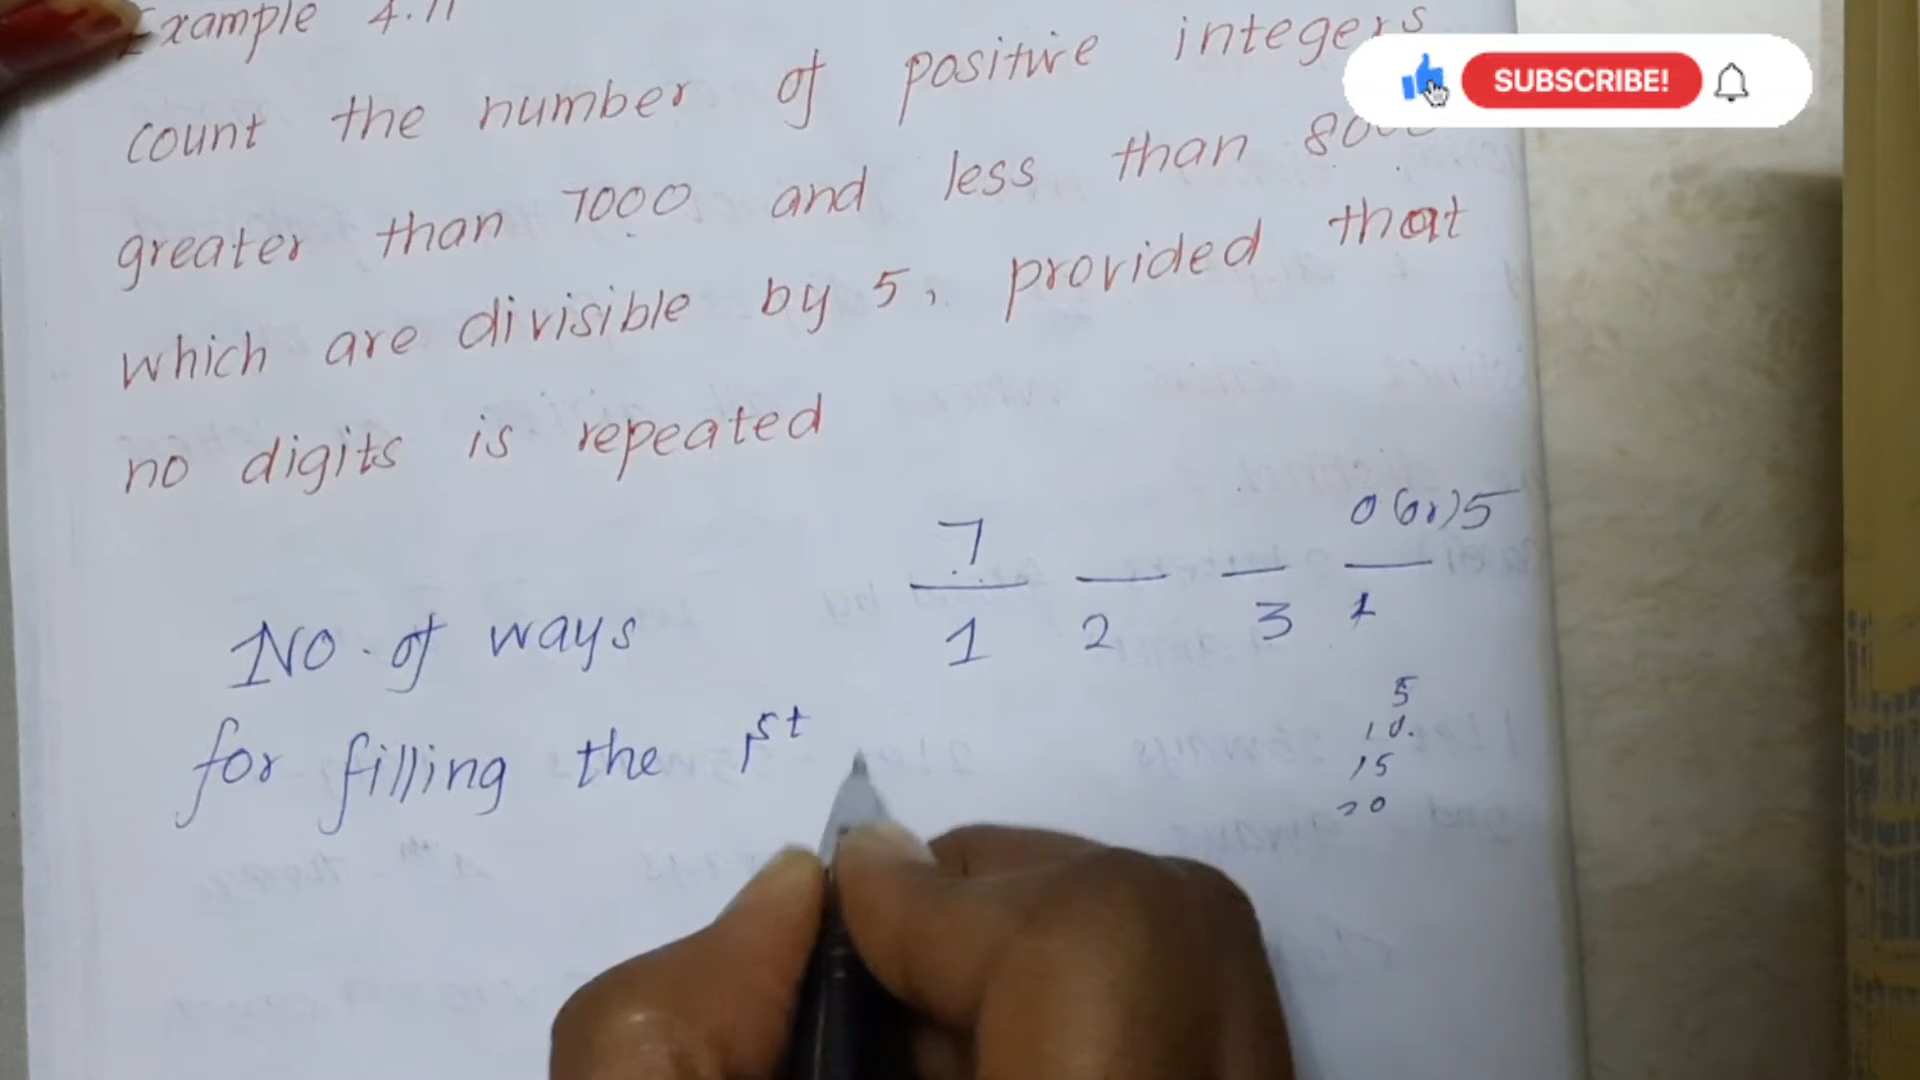 Example 4.11
count the number of positive integers
greater than 7000 and less than 8000
which are divisible by 5, provided that
no digits is repeated
7 0 (or) 5
1 2 3 4
No. of ways
for filling the 1st
5
10.
15
20
SUBSCRIBE!